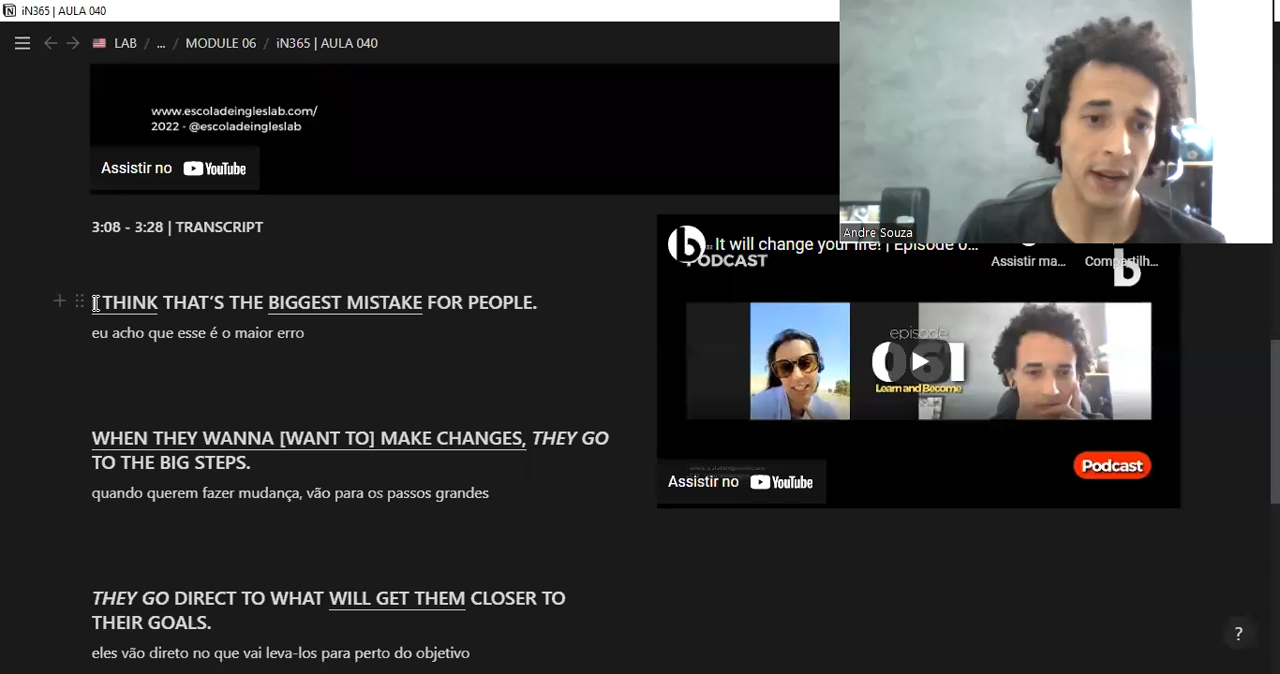 iN365 | AULA 040
LAB / ... / MODULE 06 / iN365 | AULA 040
www.escoladeingleslab.com/
2022 - @escoladeingleslab
Assistir no YouTube
3:08 - 3:28 | TRANSCRIPT
I THINK THAT'S THE BIGGEST MISTAKE FOR PEOPLE.
eu acho que esse é o maior erro
WHEN THEY WANNA [WANT TO] MAKE CHANGES, THEY GO
TO THE BIG STEPS.
quando querem fazer mudança, vão para os passos grandes
THEY GO DIRECT TO WHAT WILL GET THEM CLOSER TO
THEIR GOALS.
eles vão direto no que vai leva-los para perto do objetivo
Andre Souza
b It will change your life! | Episode 0...
PODCAST
Assistir ma... Compartilh...
b
episode
061
Learn and Become
Podcast
Assistir no YouTube
?